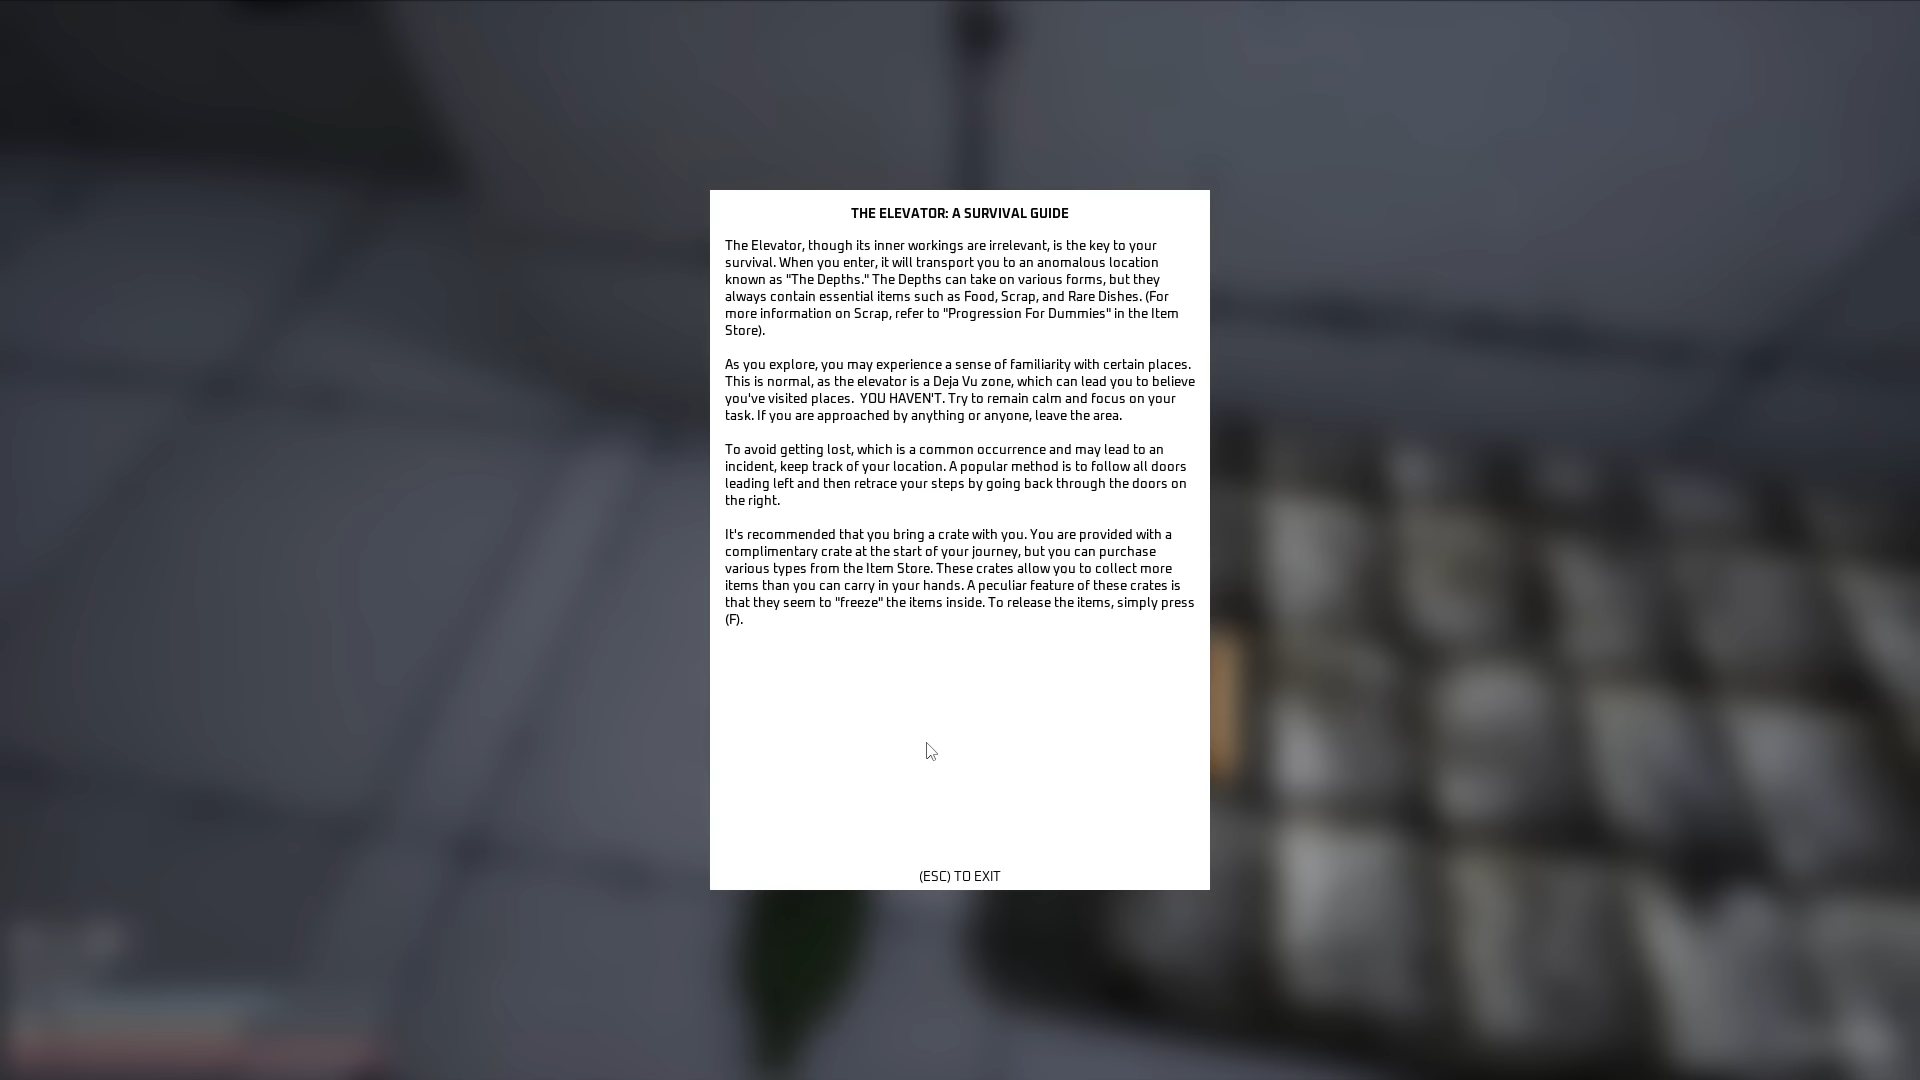 THE ELEVATOR: A SURVIVAL GUIDE
The Elevator, though its inner workings are irrelevant, is the key to your
survival. When you enter, it will transport you to an anomalous location
known as "The Depths." The Depths can take on various forms, but they
always contain essential items such as Food, Scrap, and Rare Dishes. (For
more information on Scrap, refer to "Progression For Dummies" in the Item
Store).
As you explore, you may experience a sense of familiarity with certain places.
This is normal, as the elevator is a Deja Vu zone, which can lead you to believe
you've visited places.  YOU HAVEN'T. Try to remain calm and focus on your
task. If you are approached by anything or anyone, leave the area.
To avoid getting lost, which is a common occurrence and may lead to an
incident, keep track of your location. A popular method is to follow all doors
leading left and then retrace your steps by going back through the doors on
the right.
It's recommended that you bring a crate with you. You are provided with a
complimentary crate at the start of your journey, but you can purchase
various types from the Item Store. These crates allow you to collect more
items than you can carry in your hands. A peculiar feature of these crates is
that they seem to "freeze" the items inside. To release the items, simply press
(F).
(ESC) TO EXIT